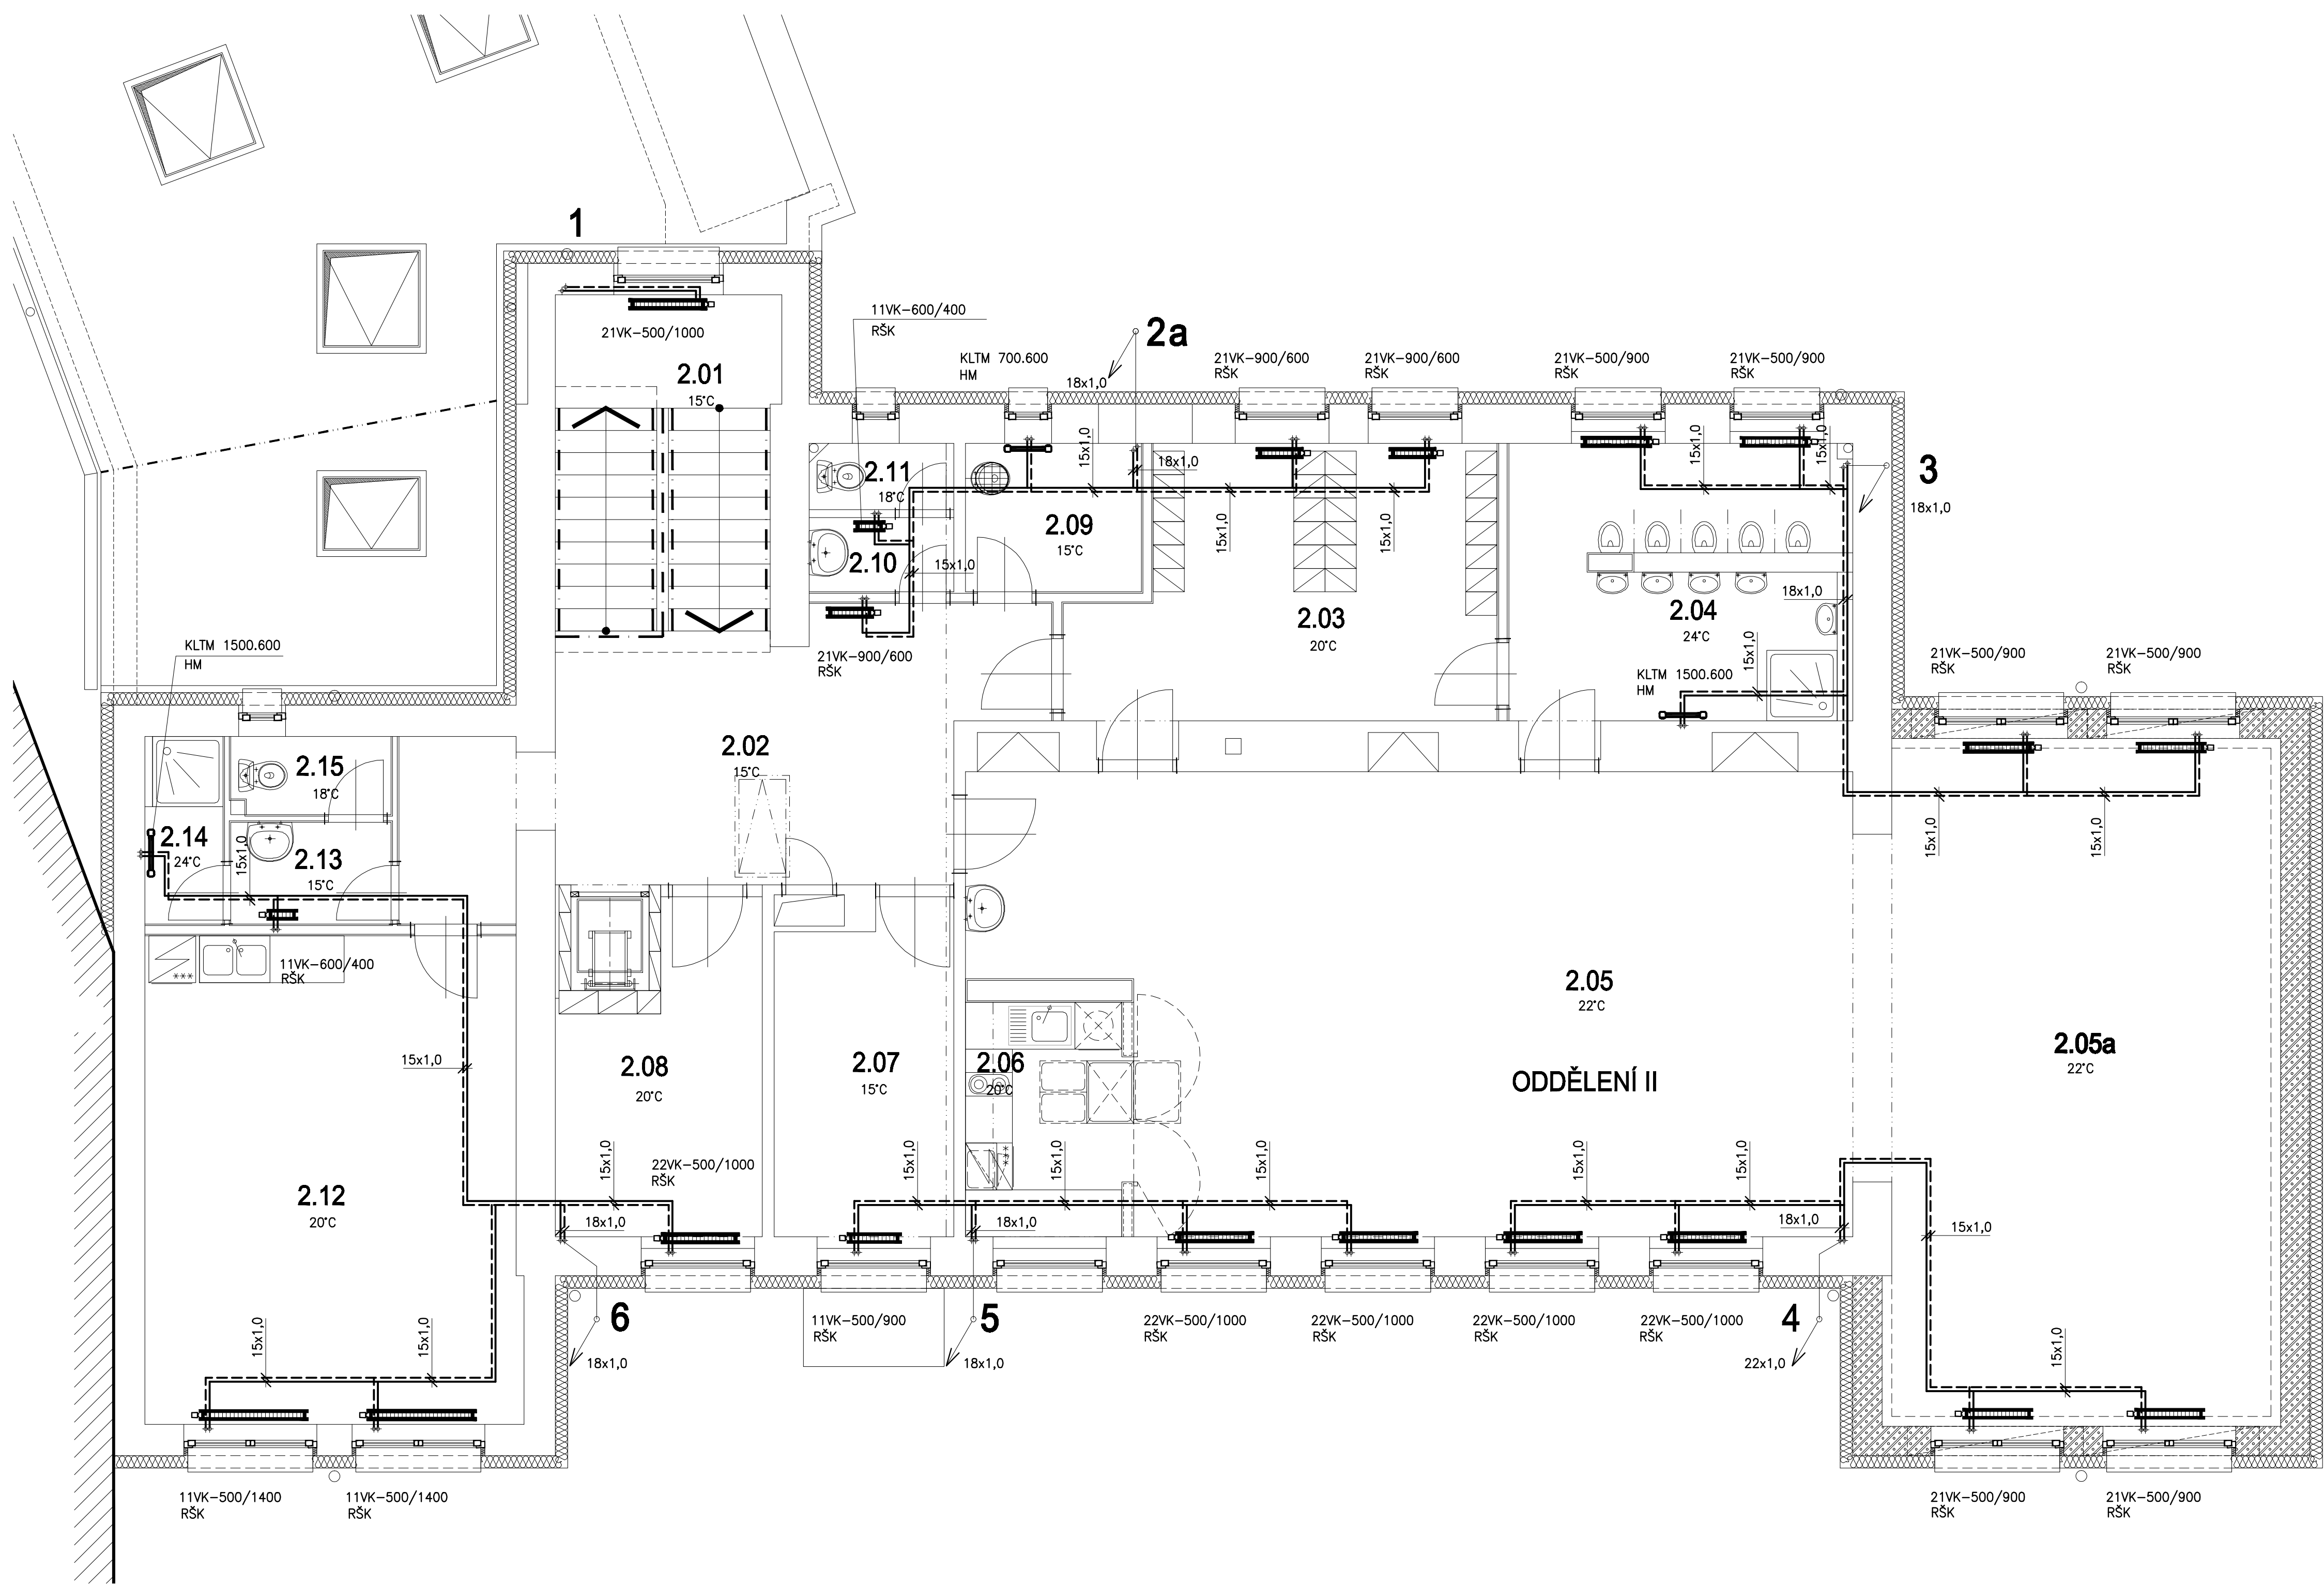 1
21VK-500/1000
2.01
15°C
11VK-600/400
RŠK
KLTM 700.600
HM
2a
18x1,0
21VK-900/600
RŠK
21VK-900/600
RŠK
21VK-500/900
RŠK
21VK-500/900
RŠK
15x1,0
18x1,0
15x1,0
15x1,0
3
18x1,0
2.11
18°C
2.10
15x1,0
2.09
15°C
15x1,0
15x1,0
2.03
20°C
2.04
24°C
18x1,0
15x1,0
KLTM 1500.600
HM
21VK-900/600
RŠK
KLTM 1500.600
HM
21VK-500/900
RŠK
21VK-500/900
RŠK
2.02
15°C
2.15
18°C
2.14
24°C
15x1,0
2.13
15°C
15x1,0
15x1,0
11VK-600/400
RŠK
***
2.05
22°C
2.05a
22°C
15x1,0
2.08
20°C
2.07
15°C
2.06
20°C
ODDĚLENÍ II
***
22VK-500/1000
RŠK
15x1,0
15x1,0
15x1,0
15x1,0
15x1,0
15x1,0
2.12
20°C
18x1,0
18x1,0
18x1,0
15x1,0
6
18x1,0
11VK-500/900
RŠK
5
18x1,0
22VK-500/1000
RŠK
22VK-500/1000
RŠK
22VK-500/1000
RŠK
22VK-500/1000
RŠK
4
22x1,0
15x1,0
15x1,0
15x1,0
11VK-500/1400
RŠK
11VK-500/1400
RŠK
21VK-500/900
RŠK
21VK-500/900
RŠK